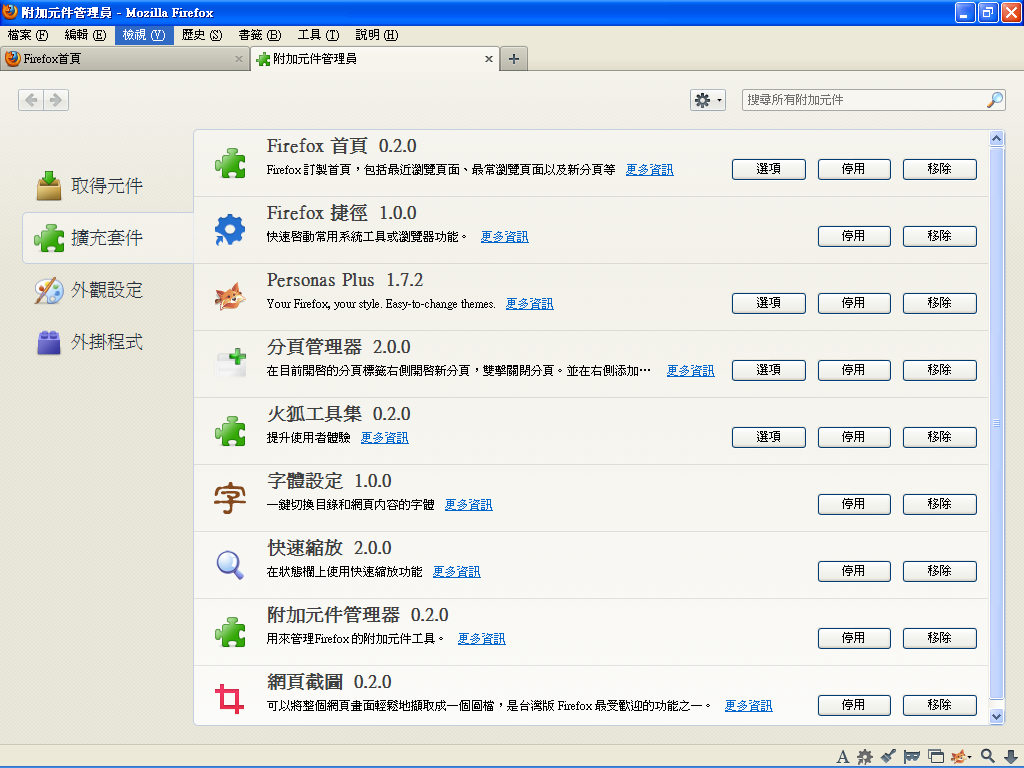 附加元件管理員 - Mozilla Firefox
檔案 (F) 編輯 (E) 檢視 (V) 歷史 (S) 書籤 (B) 工具 (T) 說明 (H)
Firefox首頁 附加元件管理員
搜尋所有附加元件
取得元件
擴充套件
外觀設定
外掛程式
Firefox 首頁 0.2.0
Firefox 訂製首頁，包括最近瀏覽頁面、最常瀏覽頁面以及新分頁等 更多資訊 選項 停用 移除
Firefox 捷徑 1.0.0
快速啓動常用系統工具或瀏覽器功能。 更多資訊 停用 移除
Personas Plus 1.7.2
Your Firefox, your style. Easy-to-change themes. 更多資訊 選項 停用 移除
分頁管理器 2.0.0
在目前開啓的分頁標籤右側開啓新分頁，雙擊關閉分頁。並在右側添加… 更多資訊 選項 停用 移除
火狐工具集 0.2.0
提升使用者體驗 更多資訊 選項 停用 移除
字
字體設定 1.0.0
一鍵切換目錄和網頁內容的字體 更多資訊 停用 移除
快速縮放 2.0.0
在狀態欄上使用快速縮放功能 更多資訊 停用 移除
附加元件管理器 0.2.0
用來管理Firefox 的附加元件工具。 更多資訊 停用 移除
網頁截圖 0.2.0
可以將整個網頁畫面輕鬆地擷取成一個圖檔，是台灣版 Firefox 最受歡迎的功能之一。 更多資訊 停用 移除
A